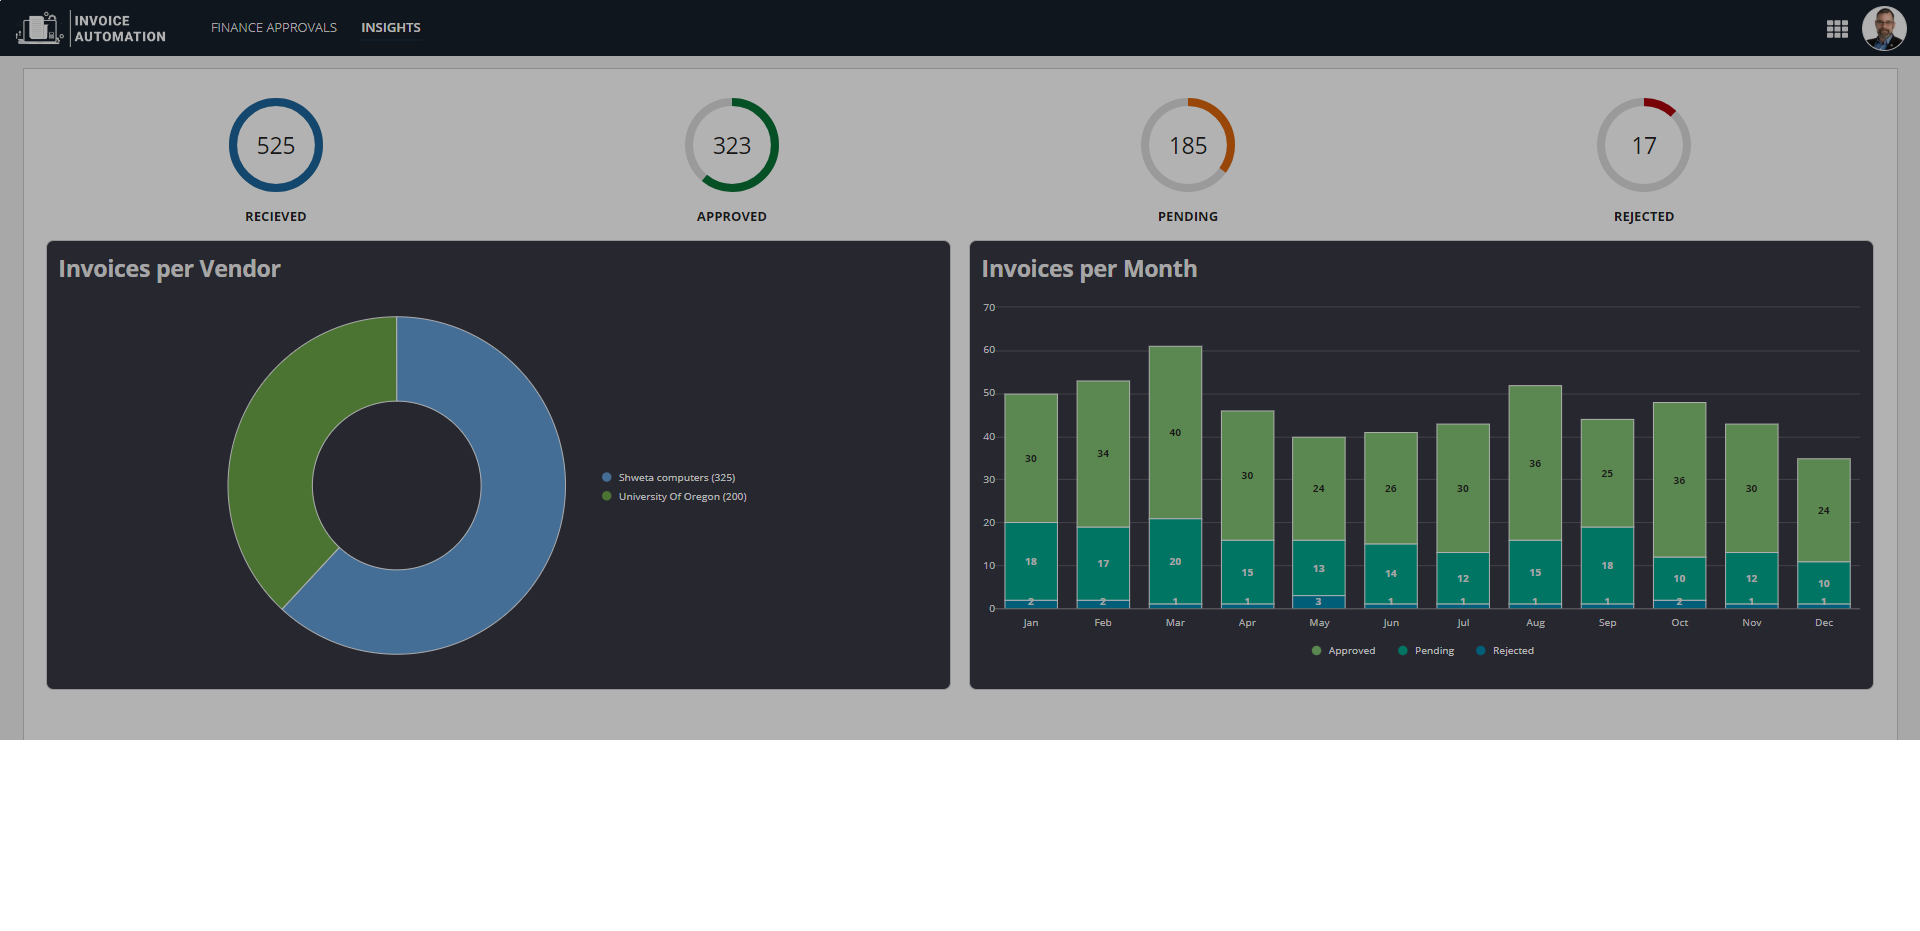 INVOICE
AUTOMATION
FINANCE APPROVALS
INSIGHTS
525
RECIEVED
323
APPROVED
185
PENDING
17
REJECTED
Invoices per Vendor
Shweta computers (325)
University Of Oregon (200)
Invoices per Month
70
60
50
40
30
20
10
0
30 34 40 30 24 26 30 36 25 36 30 24
18 17 20 15 13 14 12 15 18 10 12 10
2 2 1 1 3 1 1 1 1 2 1 1
Jan Feb Mar Apr May Jun Jul Aug Sep Oct Nov Dec
Approved Pending Rejected